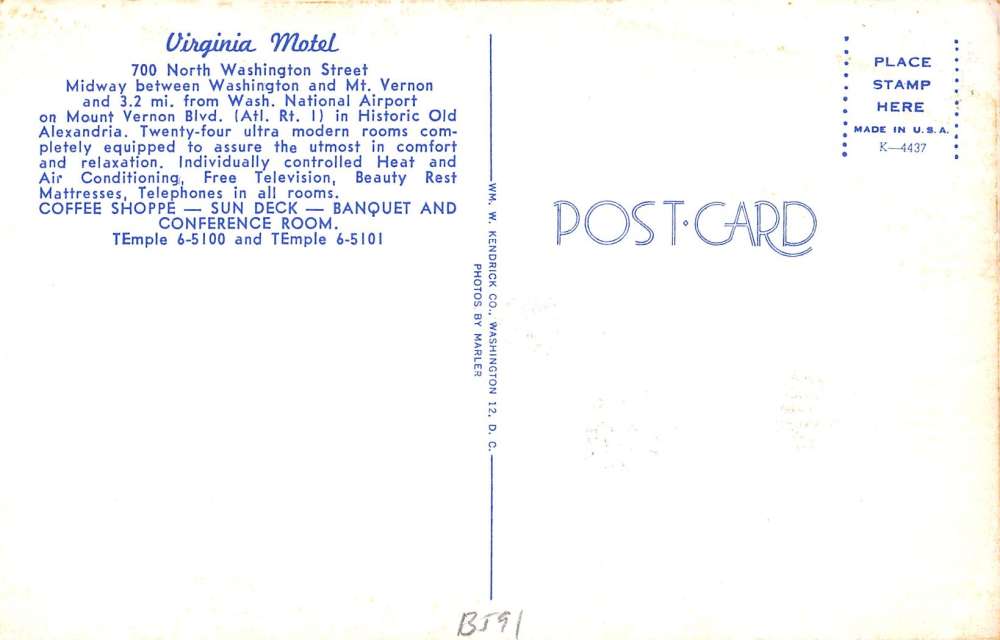 Virginia Motel
700 North Washington Street
Midway between Washington and Mt. Vernon
and 3.2 mi. from Wash. National Airport
on Mount Vernon Blvd. (Atl. Rt. 1) in Historic Old
Alexandria. Twenty-four ultra modern rooms com-
pletely equipped to assure the utmost in comfort
and relaxation. Individually controlled Heat and
Air Conditioning, Free Television, Beauty Rest
Mattresses, Telephones in all rooms.
COFFEE SHOPPE — SUN DECK — BANQUET AND
CONFERENCE ROOM.
TEmple 6-5100 and TEmple 6-5101
WM. W. KENDRICK CO., WASHINGTON 12, D. C.
PHOTOS BY MARLER
POST·CARD
PLACE
STAMP
HERE
MADE IN U.S.A.
K—4437
B591